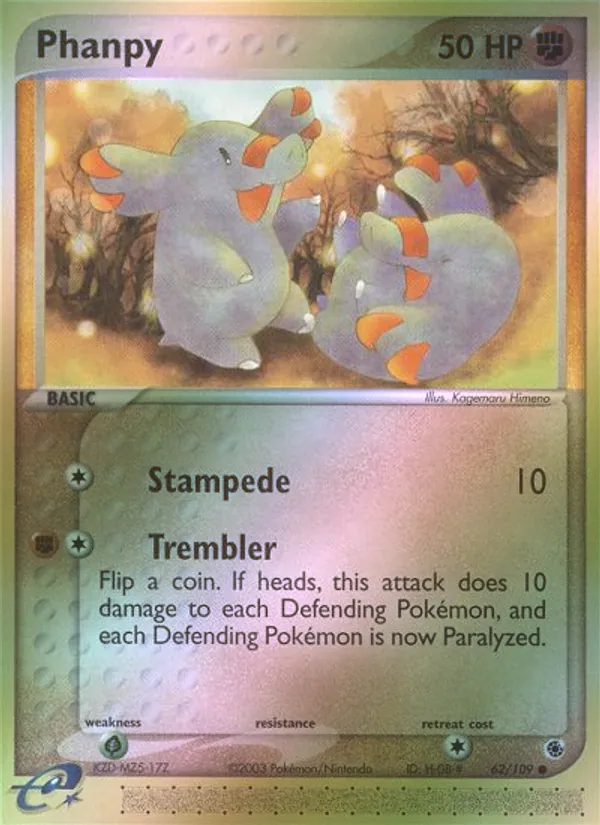 Phanpy 50 HP
BASIC Illus. Kagemaru Himeno
Stampede 10
Trembler
Flip a coin. If heads, this attack does 10
damage to each Defending Pokémon, and
each Defending Pokémon is now Paralyzed.
weakness resistance retreat cost
KZD-MZ5-17Z ©2003 Pokémon/Nintendo ID: H-08-# 62/109
e